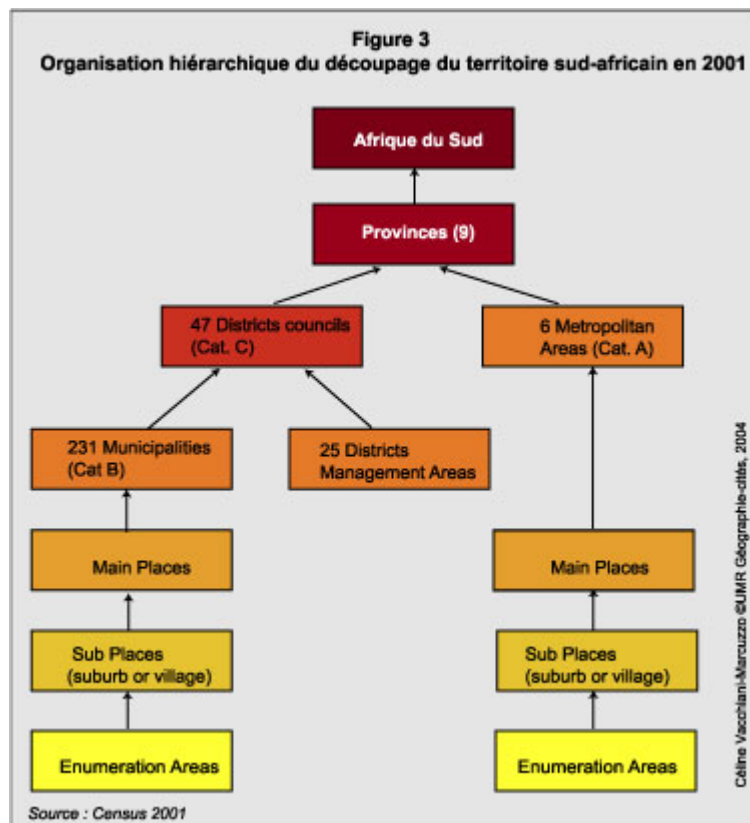 Figure 3
Organisation hiérarchique du découpage du territoire sud-africain en 2001
Afrique du Sud
Provinces (9)
47 Districts councils
(Cat. C)
6 Metropolitan
Areas (Cat. A)
231 Municipalities
(Cat B)
25 Districts
Management Areas
Main Places
Main Places
Sub Places
(suburb or village)
Sub Places
(suburb or village)
Enumeration Areas
Enumeration Areas
Source : Census 2001
Céline Vacchiani-Marcuzzo ©UMR Géographie-cités, 2004